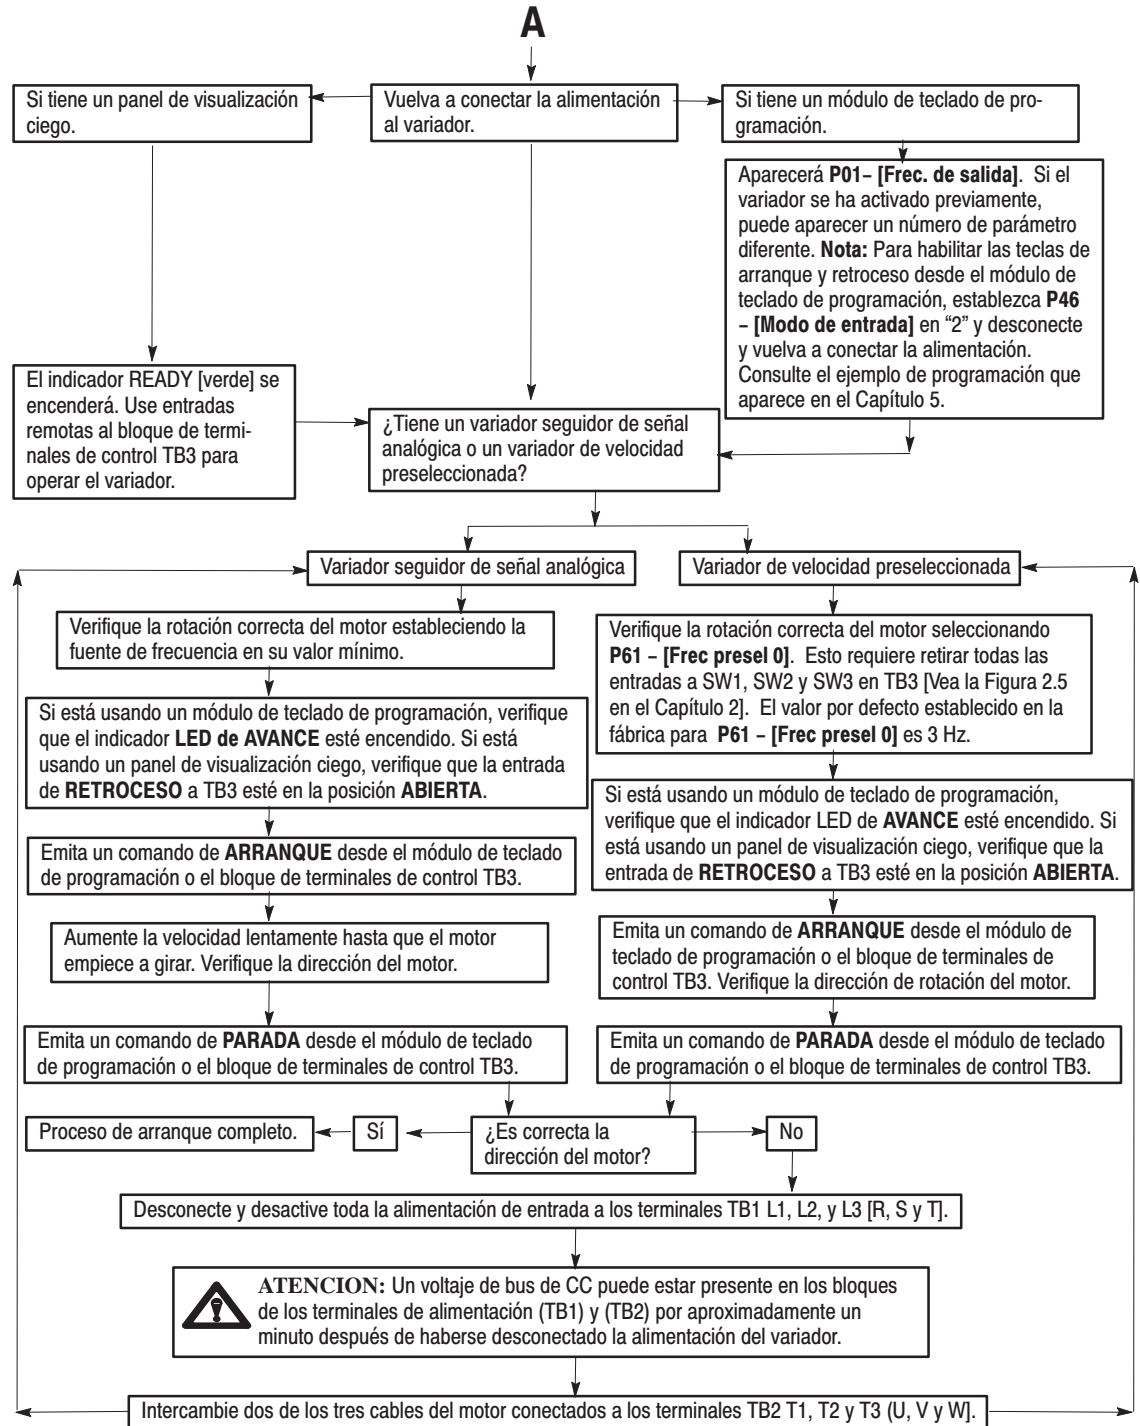 A
Si tiene un panel de visualización
ciego.
Vuelva a conectar la alimentación
al variador.
Si tiene un módulo de teclado de pro-
gramación.
Aparecerá P01– [Frec. de salida]. Si el
variador se ha activado previamente,
puede aparecer un número de parámetro
diferente. Nota: Para habilitar las teclas de
arranque y retroceso desde el módulo de
teclado de programación, establezca P46
– [Modo de entrada] en “2” y desconecte
y vuelva a conectar la alimentación.
Consulte el ejemplo de programación que
aparece en el Capítulo 5.
El indicador READY [verde] se
encenderá. Use entradas
remotas al bloque de termi-
nales de control TB3 para
operar el variador.
¿Tiene un variador seguidor de señal
analógica o un variador de velocidad
preseleccionada?
Variador seguidor de señal analógica
Variador de velocidad preseleccionada
Verifique la rotación correcta del motor estableciendo la
fuente de frecuencia en su valor mínimo.
Si está usando un módulo de teclado de programación, verifique
que el indicador LED de AVANCE esté encendido. Si está
usando un panel de visualización ciego, verifique que la entrada
de RETROCESO a TB3 esté en la posición ABIERTA.
Emita un comando de ARRANQUE desde el módulo de teclado
de programación o el bloque de terminales de control TB3.
Aumente la velocidad lentamente hasta que el motor
empiece a girar. Verifique la dirección del motor.
Emita un comando de PARADA desde el módulo de teclado
de programación o el bloque de terminales de control TB3.
Verifique la rotación correcta del motor seleccionando
P61 – [Frec presel 0]. Esto requiere retirar todas las
entradas a SW1, SW2 y SW3 en TB3 [Vea la Figura 2.5
en el Capítulo 2]. El valor por defecto establecido en la
fábrica para P61 – [Frec presel 0] es 3 Hz.
Si está usando un módulo de teclado de programación,
verifique que el indicador LED de AVANCE esté encendido. Si
está usando un panel de visualización ciego, verifique que la
entrada de RETROCESO a TB3 esté en la posición ABIERTA.
Emita un comando de ARRANQUE desde el módulo de
teclado de programación o el bloque de terminales de
control TB3. Verifique la dirección de rotación del motor.
Emita un comando de PARADA desde el módulo de teclado
de programación o el bloque de terminales de control TB3.
Proceso de arranque completo.
Sí
¿Es correcta la
dirección del motor?
No
Desconecte y desactive toda la alimentación de entrada a los terminales TB1 L1, L2, y L3 [R, S y T].
ATENCION: Un voltaje de bus de CC puede estar presente en los bloques
de los terminales de alimentación (TB1) y (TB2) por aproximadamente un
minuto después de haberse desconectado la alimentación del variador.
Intercambie dos de los tres cables del motor conectados a los terminales TB2 T1, T2 y T3 (U, V y W].